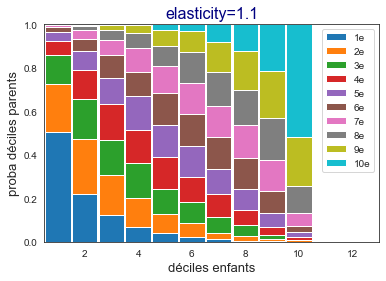 elasticity=1.1
proba déciles parents
1.0
0.8
0.6
0.4
0.2
0.0
1e
2e
3e
4e
5e
6e
7e
8e
9e
10e
2 4 6 8 10 12
déciles enfants